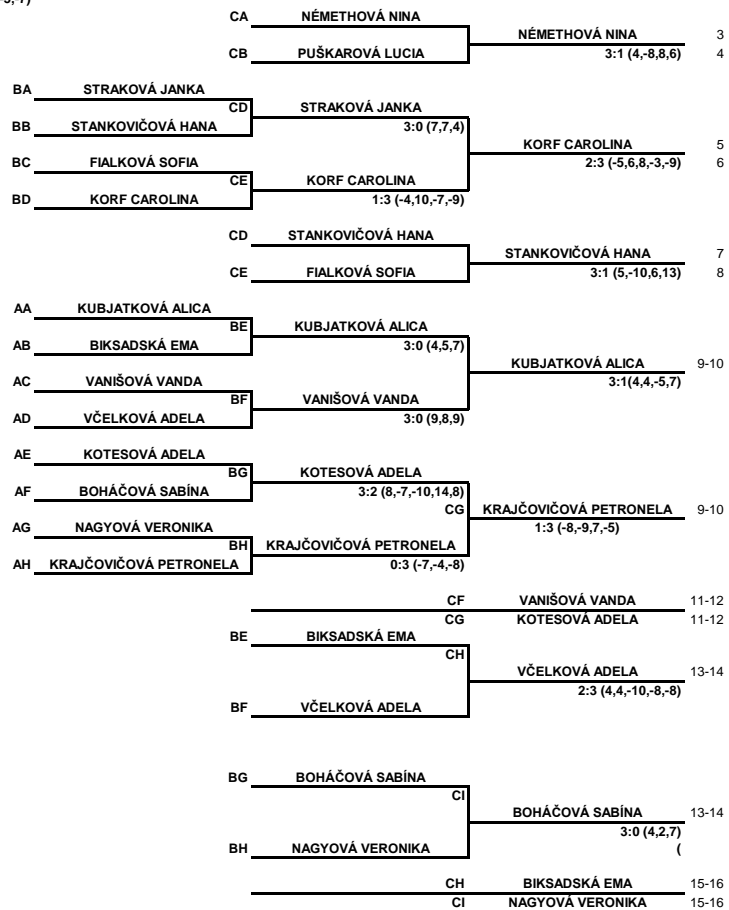 CA NÉMETHOVÁ NINA
NÉMETHOVÁ NINA 3
CB PUŠKAROVÁ LUCIA 3:1 (4,-8,8,6) 4
BA STRAKOVÁ JANKA
CD STRAKOVÁ JANKA
BB STANKOVIČOVÁ HANA 3:0 (7,7,4)
KORF CAROLINA 5
BC FIALKOVÁ SOFIA 2:3 (-5,6,8,-3,-9) 6
CE KORF CAROLINA
BD KORF CAROLINA 1:3 (-4,10,-7,-9)
CD STANKOVIČOVÁ HANA
STANKOVIČOVÁ HANA 7
CE FIALKOVÁ SOFIA 3:1 (5,-10,6,13) 8
AA KUBJATKOVÁ ALICA
BE KUBJATKOVÁ ALICA
AB BIKSADSKÁ EMA 3:0 (4,5,7)
KUBJATKOVÁ ALICA 9-10
AC VANIŠOVÁ VANDA 3:1(4,4,-5,7)
BF VANIŠOVÁ VANDA
AD VČELKOVÁ ADELA 3:0 (9,8,9)
AE KOTESOVÁ ADELA
BG KOTESOVÁ ADELA
AF BOHÁČOVÁ SABÍNA 3:2 (8,-7,-10,14,8)
CG KRAJČOVIČOVÁ PETRONELA 9-10
AG NAGYOVÁ VERONIKA 1:3 (-8,-9,7,-5)
BH KRAJČOVIČOVÁ PETRONELA
AH KRAJČOVIČOVÁ PETRONELA 0:3 (-7,-4,-8)
CF VANIŠOVÁ VANDA 11-12
CG KOTESOVÁ ADELA 11-12
BE BIKSADSKÁ EMA
CH
VČELKOVÁ ADELA 13-14
2:3 (4,4,-10,-8,-8)
BF VČELKOVÁ ADELA
BG BOHÁČOVÁ SABÍNA
CI
BOHÁČOVÁ SABÍNA 13-14
3:0 (4,2,7)
BH NAGYOVÁ VERONIKA (
CH BIKSADSKÁ EMA 15-16
CI NAGYOVÁ VERONIKA 15-16